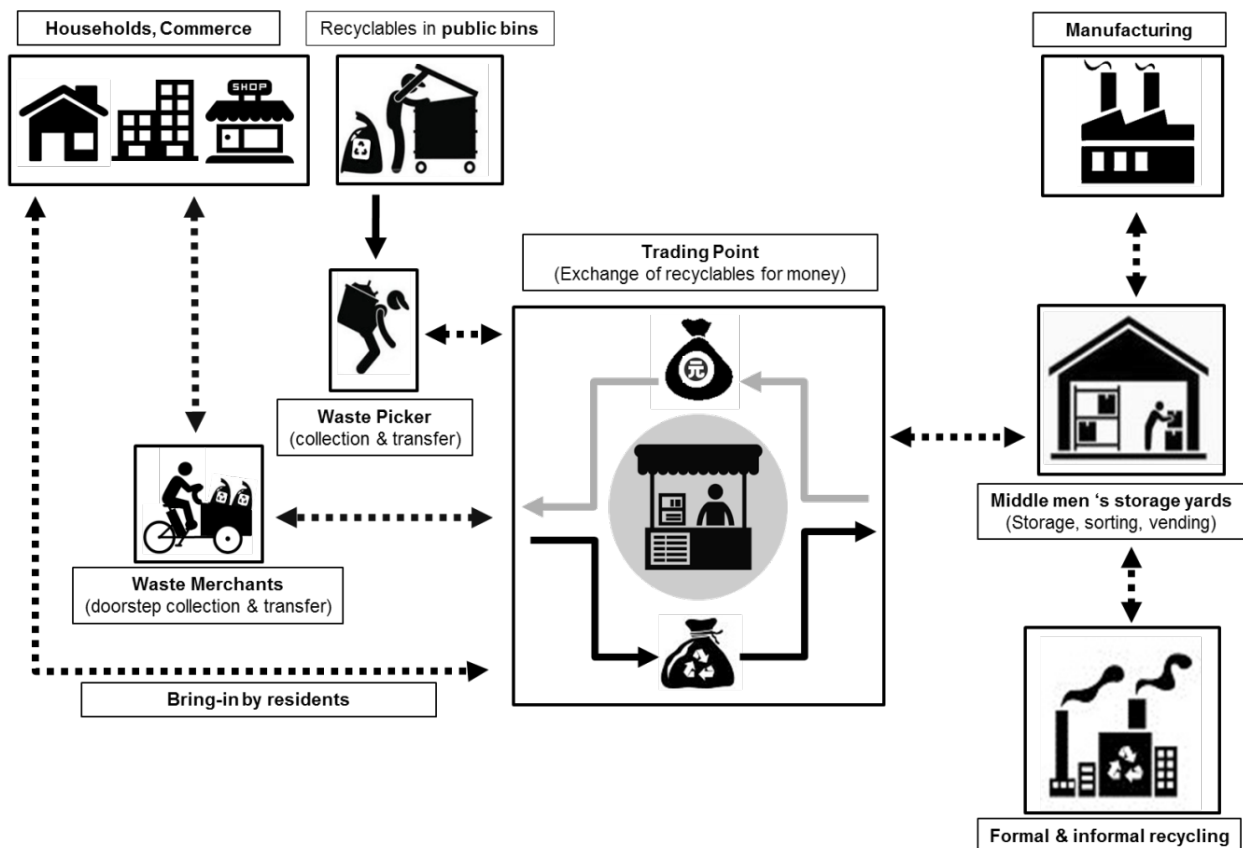 Households, Commerce
Recyclables in public bins
Manufacturing
SHOP
Trading Point
(Exchange of recyclables for money)
元
Waste Picker
(collection & transfer)
Middle men ‘s storage yards
(Storage, sorting, vending)
Waste Merchants
(doorstep collection & transfer)
Bring-in by residents
Formal & informal recycling